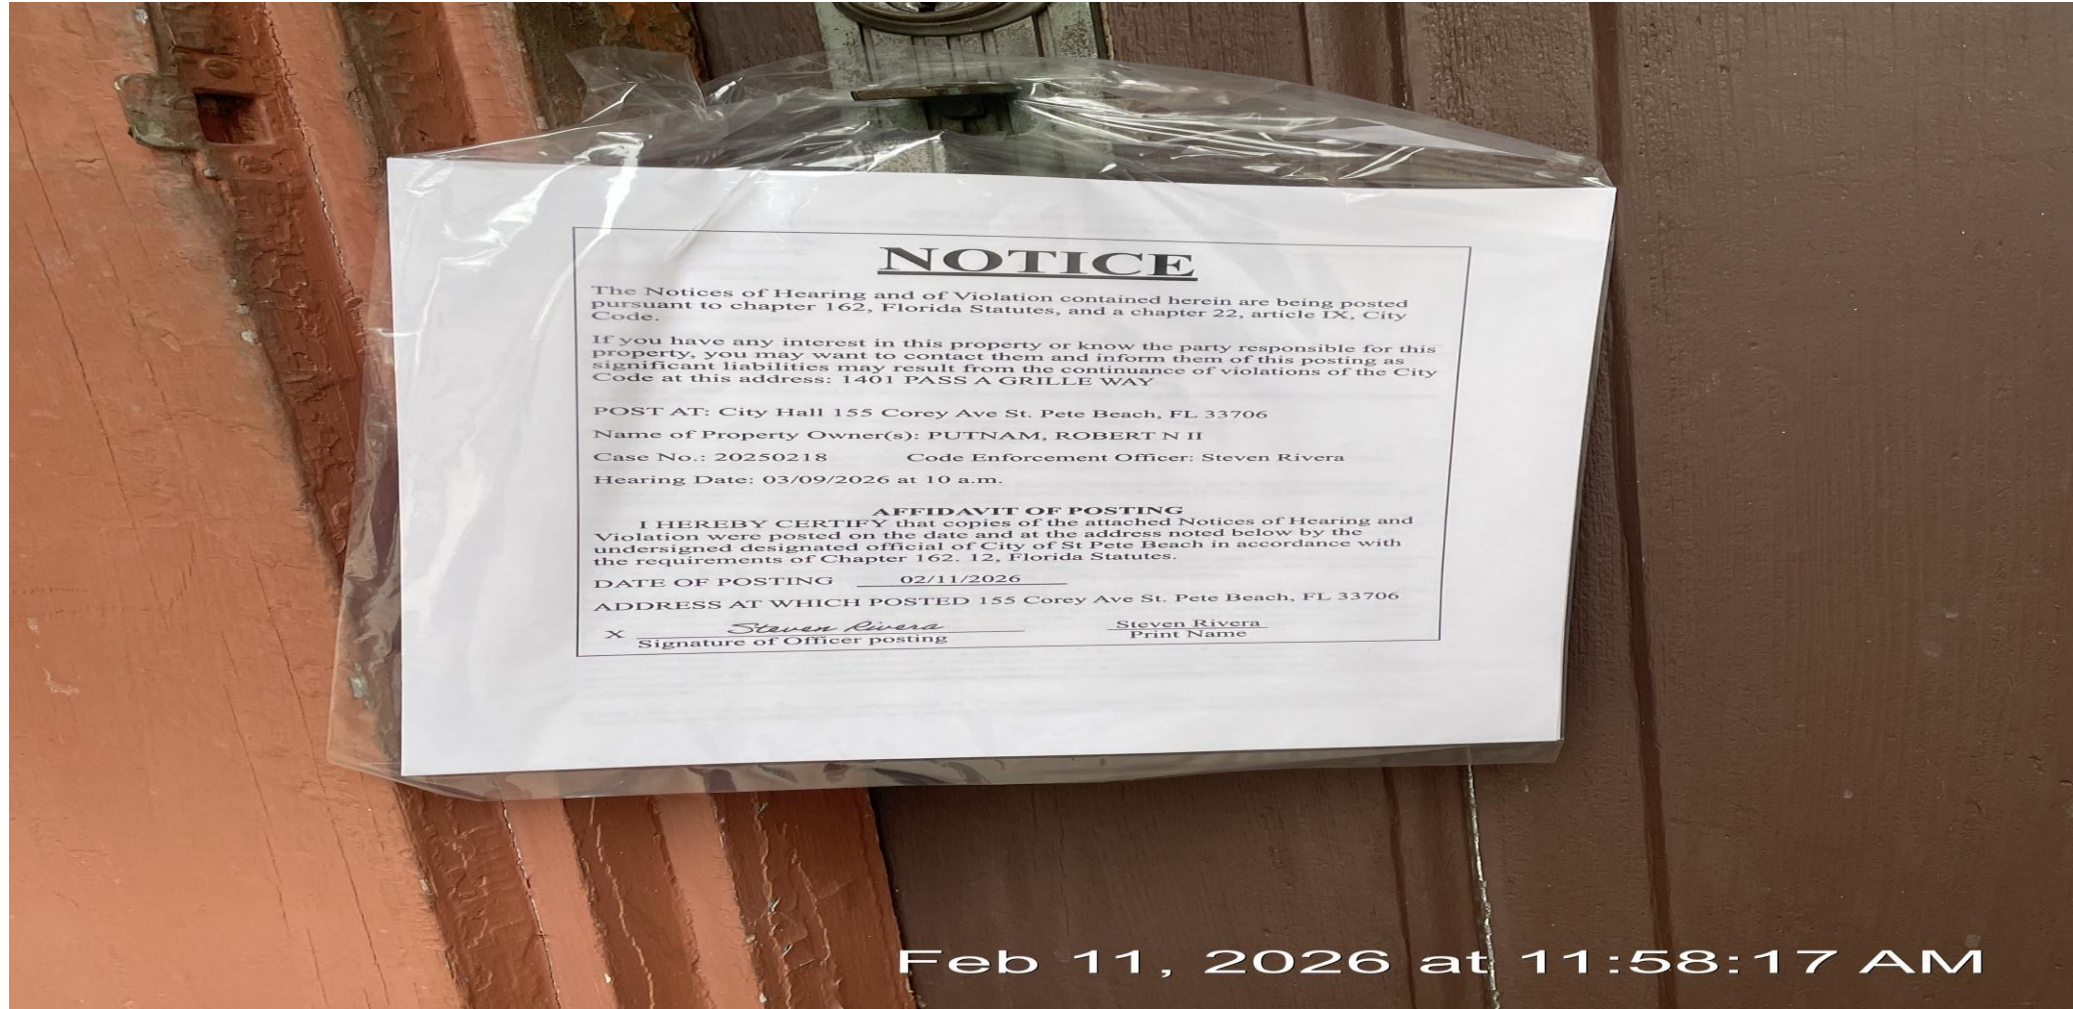 NOTICE
The Notices of Hearing and of Violation contained herein are being posted
pursuant to chapter 162, Florida Statutes, and a chapter 22, article IX, City
Code.
If you have any interest in this property or know the party responsible for this
property, you may want to contact them and inform them of this posting as
significant liabilities may result from the continuance of violations of the City
Code at this address: 1401 PASS A GRILLE WAY
POST AT: City Hall 155 Corey Ave St. Pete Beach, FL 33706
Name of Property Owner(s): PUTNAM, ROBERT N II
Case No.: 20250218 Code Enforcement Officer: Steven Rivera
Hearing Date: 03/09/2026 at 10 a.m.
AFFIDAVIT OF POSTING
I HEREBY CERTIFY that copies of the attached Notices of Hearing and
Violation were posted on the date and at the address noted below by the
undersigned designated official of City of St Pete Beach in accordance with
the requirements of Chapter 162. 12, Florida Statutes.
DATE OF POSTING 02/11/2026
ADDRESS AT WHICH POSTED 155 Corey Ave St. Pete Beach, FL 33706
X Steven Rivera Steven Rivera
Signature of Officer posting Print Name
Feb 11, 2026 at 11:58:17 AM